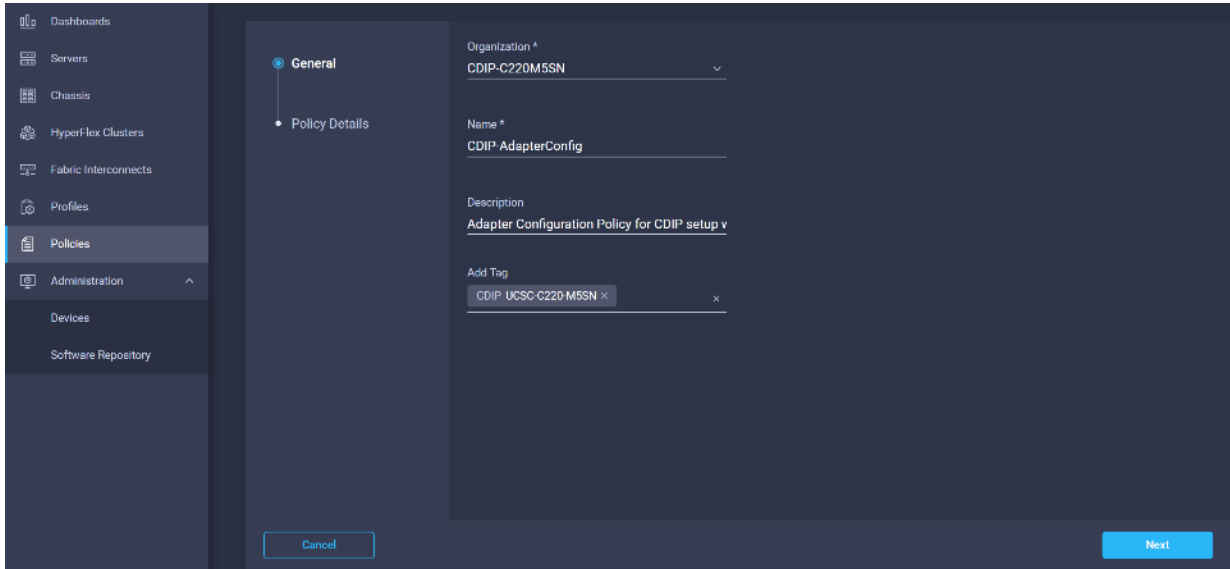 Dashboards
Servers
Chassis
HyperFlex Clusters
Fabric Interconnects
Profiles
Policies
Administration
Devices
Software Repository
General
Policy Details
Organization *
CDIP-C220M5SN
Name *
CDIP-AdapterConfig
Description
Adapter Configuration Policy for CDIP setup
Add Tag
CDIP UCSC-C220-M5SN ×
×
Cancel
Next